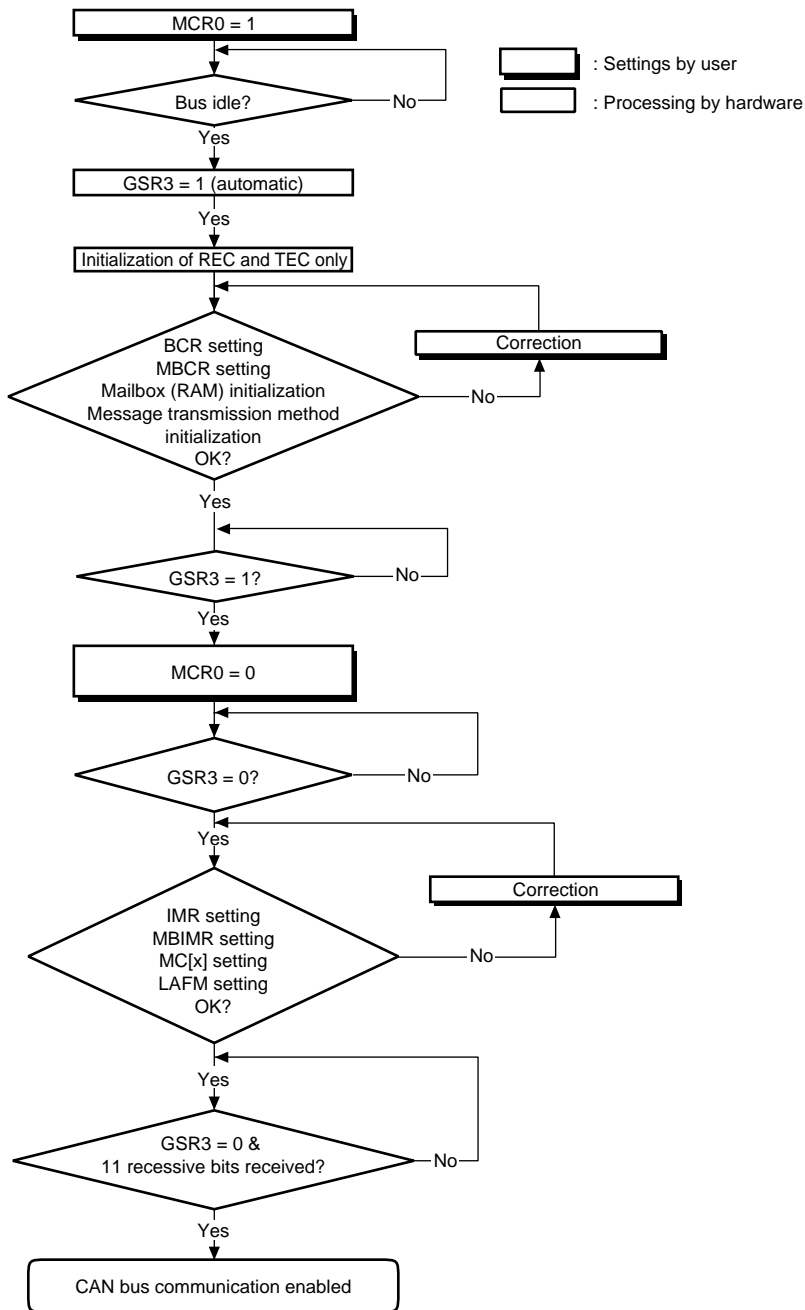 MCR0 = 1
: Settings by user
Bus idle?
No
: Processing by hardware
Yes
GSR3 = 1 (automatic)
Yes
Initialization of REC and TEC only
BCR setting
MBCR setting
Mailbox (RAM) initialization
Message transmission method
initialization
OK?
No
Correction
Yes
GSR3 = 1?
No
Yes
MCR0 = 0
GSR3 = 0?
No
Yes
IMR setting
MBIMR setting
MC[x] setting
LAFM setting
OK?
No
Correction
Yes
GSR3 = 0 &
11 recessive bits received?
No
Yes
CAN bus communication enabled